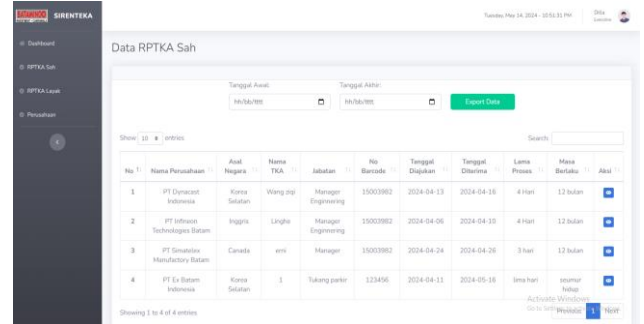 BATAMINDO SIRENTEKA
Tuesday, May 14, 2024 - 10:51:31 PM
Dashboard
RPTKA Sah
RPTKA Layak
Perusahaan
Data RPTKA Sah
Tanggal Awal: Tanggal Akhir:
hh/bb/tttt hh/bb/tttt Export Data
Show 10 entries Search:
No Nama Perusahaan Asal Negara Nama TKA Jabatan No Barcode Tanggal Diajukan Tanggal Diterima Lama Proses Masa Berlaku Aksi
1 PT Dynacast Indonesia Korea Selatan Wang ziqi Manager Enginnering 15003982 2024-04-13 2024-04-16 4 Hari 12 bulan
2 PT Infineon Technologies Batam Inggris Linghe Manager Enginnering 15003982 2024-04-06 2024-04-10 4 Hari 12 bulan
3 PT Simatelex Manufactory Batam Canada erni Manager 15003982 2024-04-24 2024-04-26 3 hari 12 bulan
4 PT Ex Batam Indonesia Korea Selatan 1 Tukang parkir 123456 2024-04-11 2024-05-16 lima hari seumur hidup
Activate Windows
Showing 1 to 4 of 4 entries Previous 1 Next